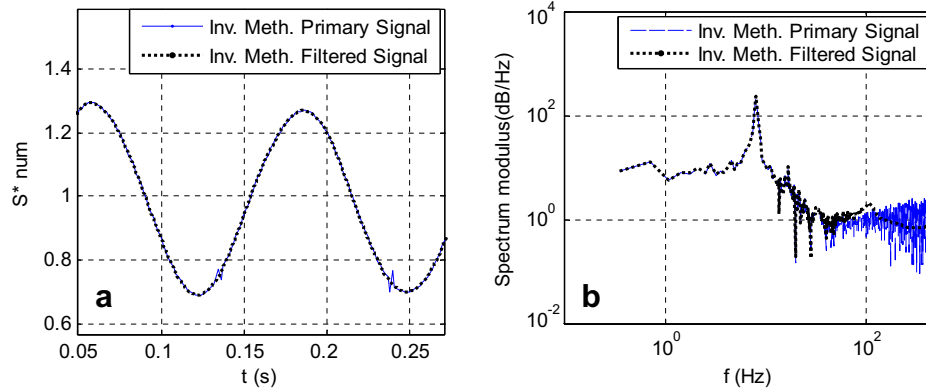 Inv. Meth. Primary Signal
Inv. Meth. Filtered Signal
1.4
1.2
1
0.8
0.6
S* num
a
0.05 0.1 0.15 0.2 0.25
t (s)
Inv. Meth. Primary Signal
Inv. Meth. Filtered Signal
10^4
10^2
10^0
10^-2
Spectrum modulus(dB/Hz)
b
10^0 10^2
f (Hz)